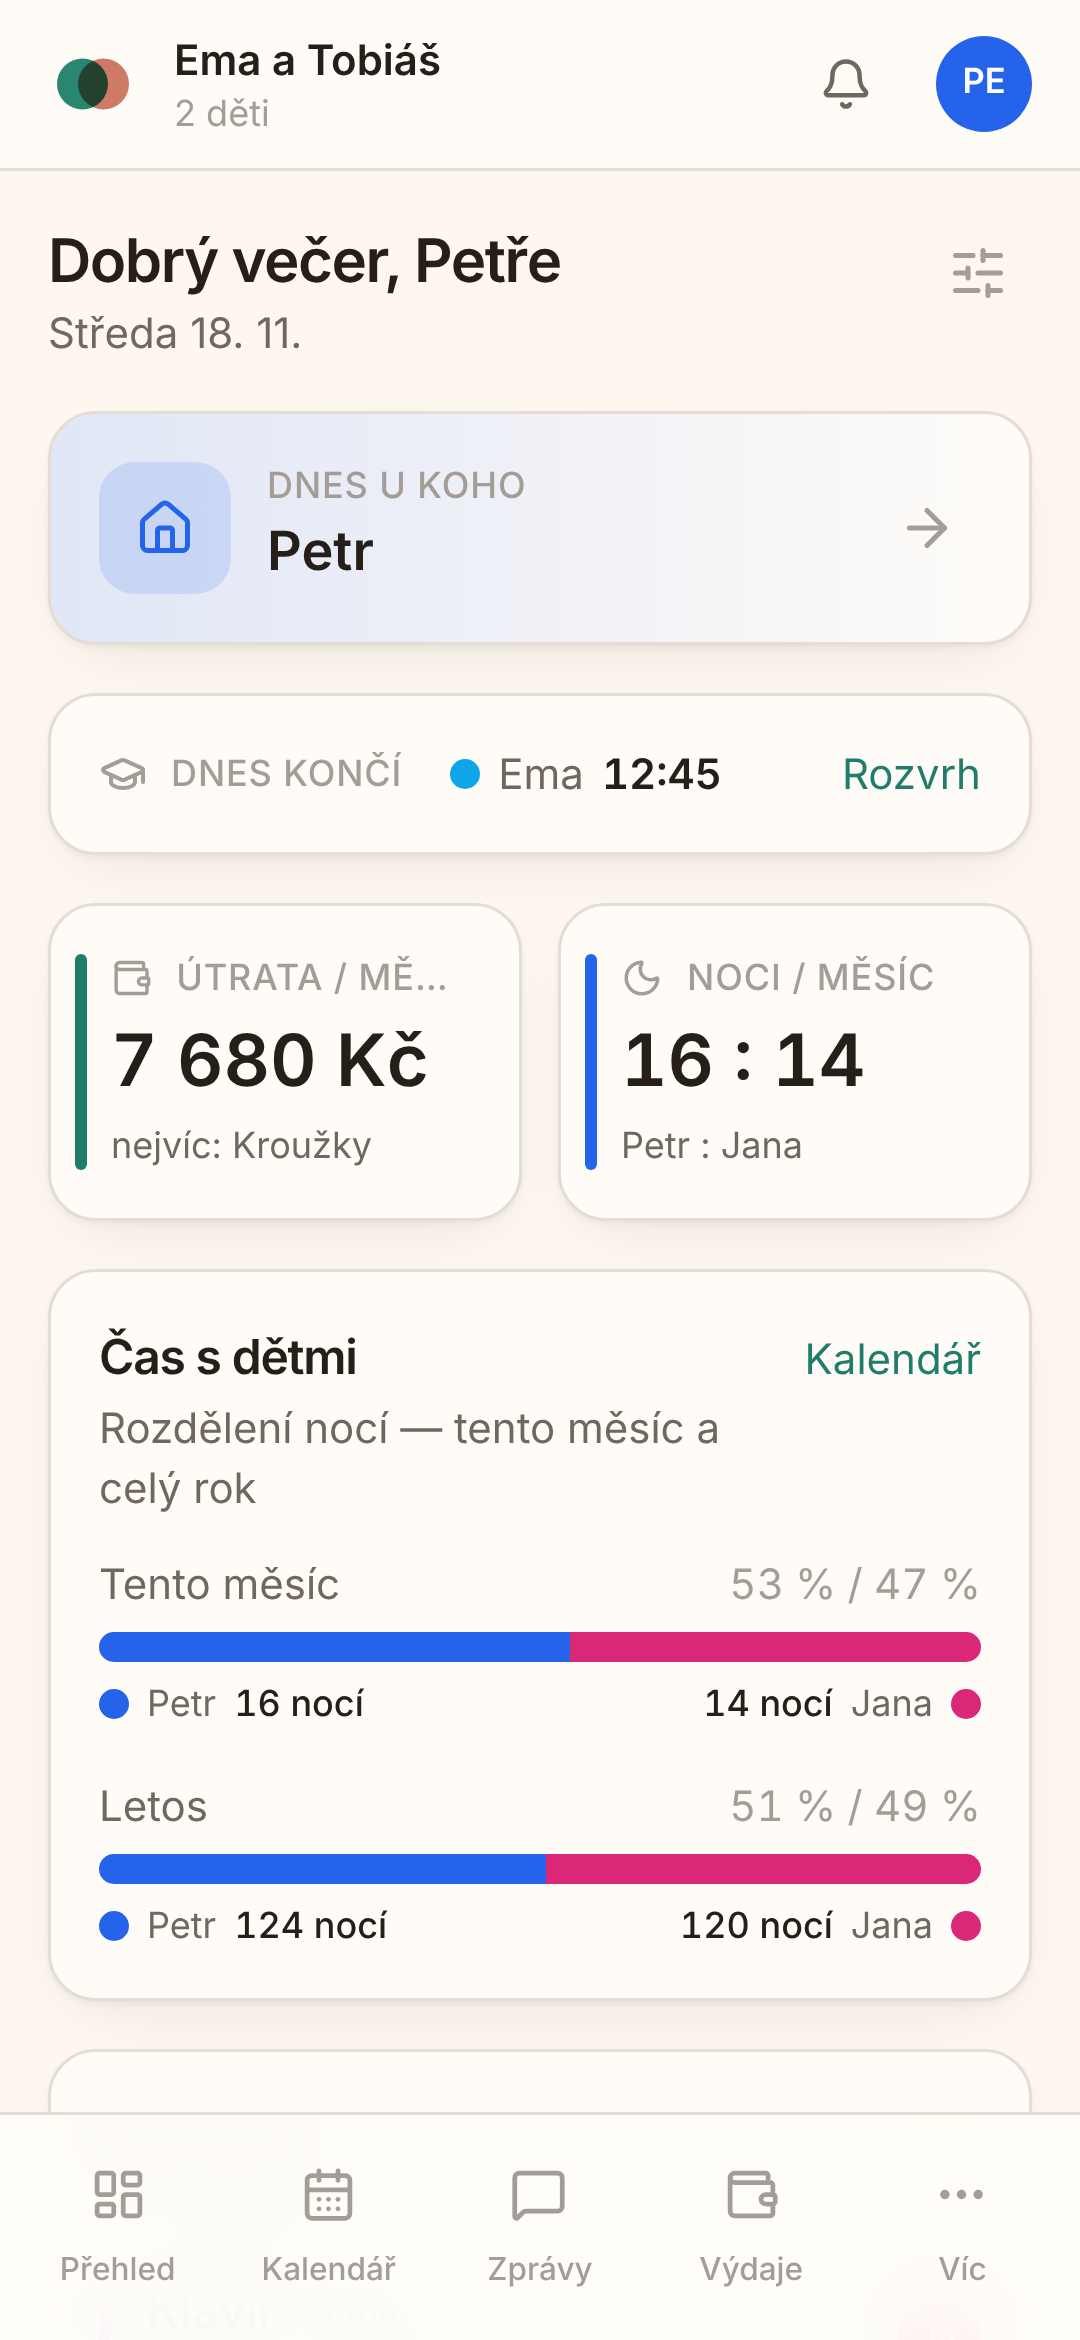 Ema a Tobiáš
2 děti
PE
Dobrý večer, Petře
Středa 18. 11.
DNES U KOHO
Petr
DNES KONČÍ Ema 12:45 Rozvrh
ÚTRATA / MĚ...
7 680 Kč
nejvíc: Kroužky
NOCI / MĚSÍC
16 : 14
Petr : Jana
Čas s dětmi Kalendář
Rozdělení nocí — tento měsíc a
celý rok
Tento měsíc 53 % / 47 %
Petr 16 nocí 14 nocí Jana
Letos 51 % / 49 %
Petr 124 nocí 120 nocí Jana
Přehled Kalendář Zprávy Výdaje Víc
Klavír Ema